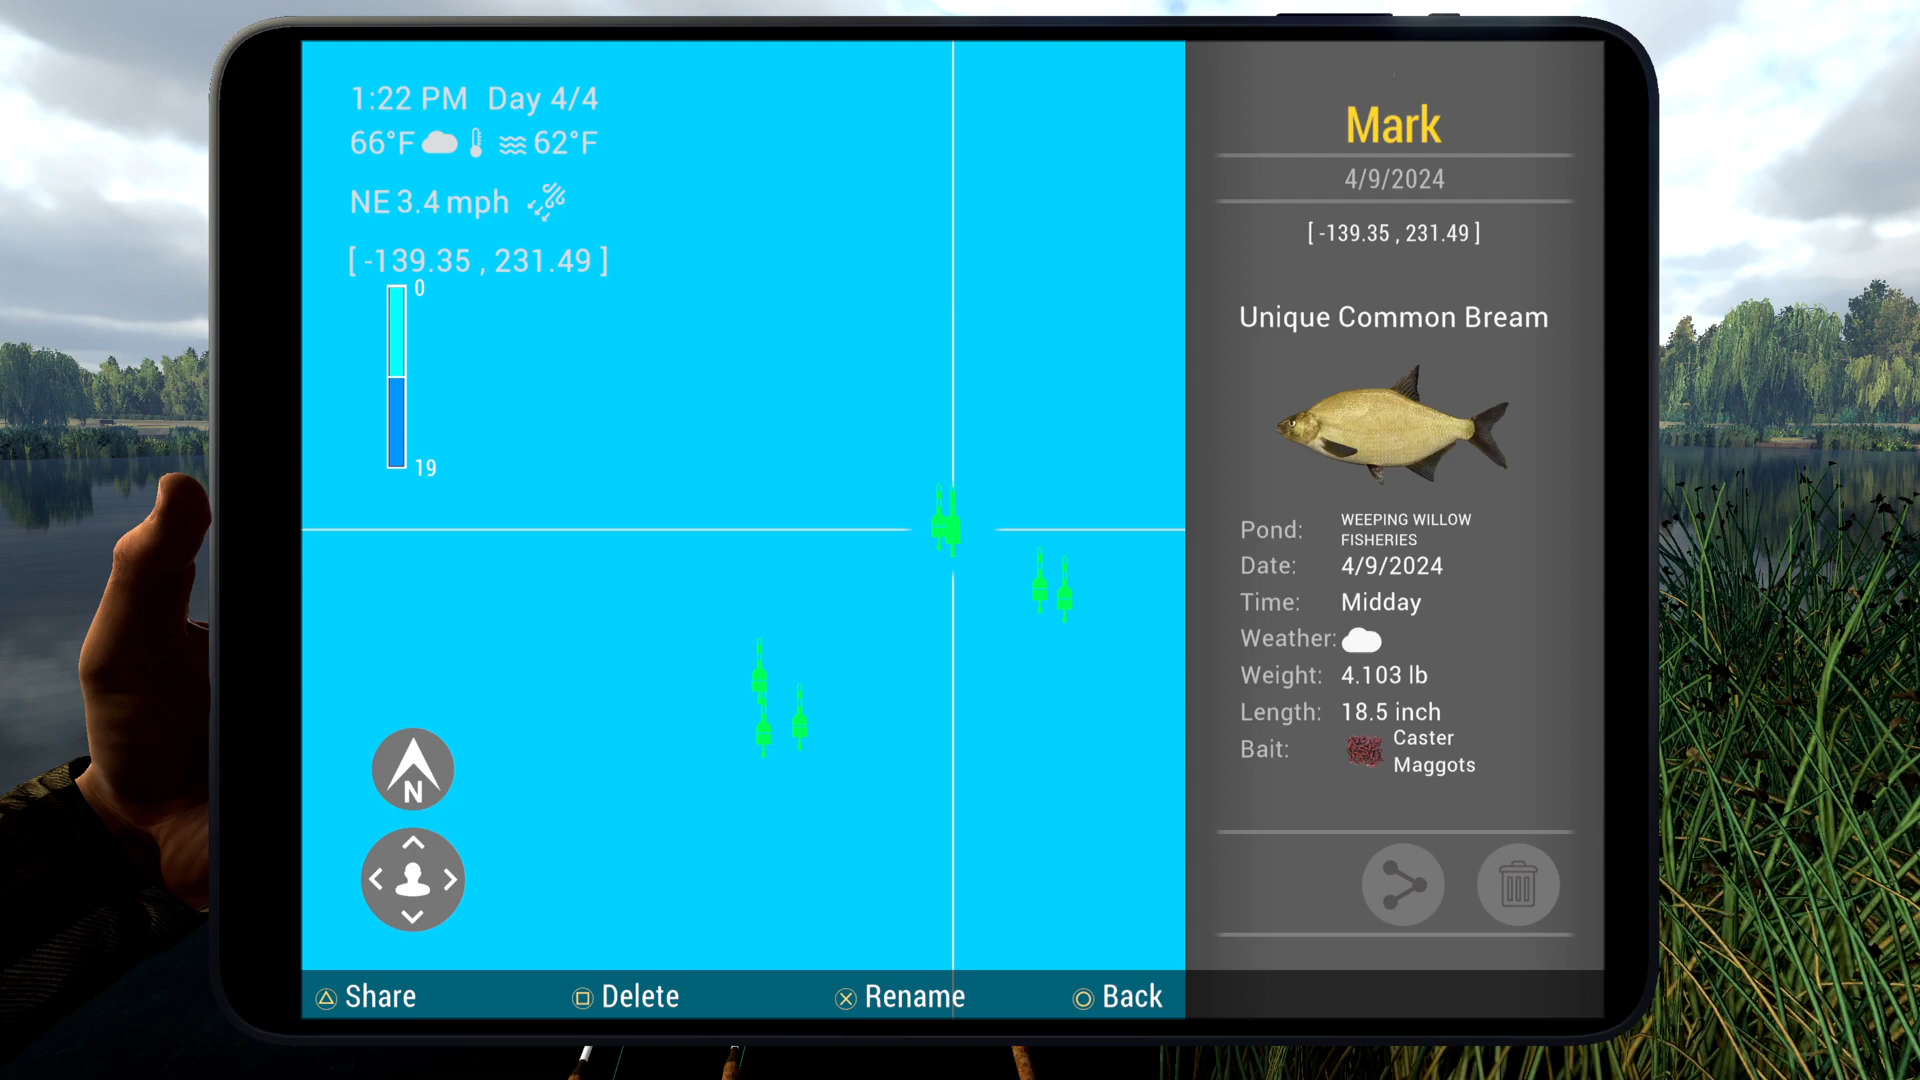 1:22 PM Day 4/4
66°F 62°F
NE 3.4 mph
[ -139.35 , 231.49 ]
0
19
N
Share
Delete
Rename
Back
Mark
4/9/2024
[ -139.35 , 231.49 ]
Unique Common Bream
Pond: WEEPING WILLOW
FISHERIES
Date: 4/9/2024
Time: Midday
Weather:
Weight: 4.103 lb
Length: 18.5 inch
Bait: Caster
Maggots